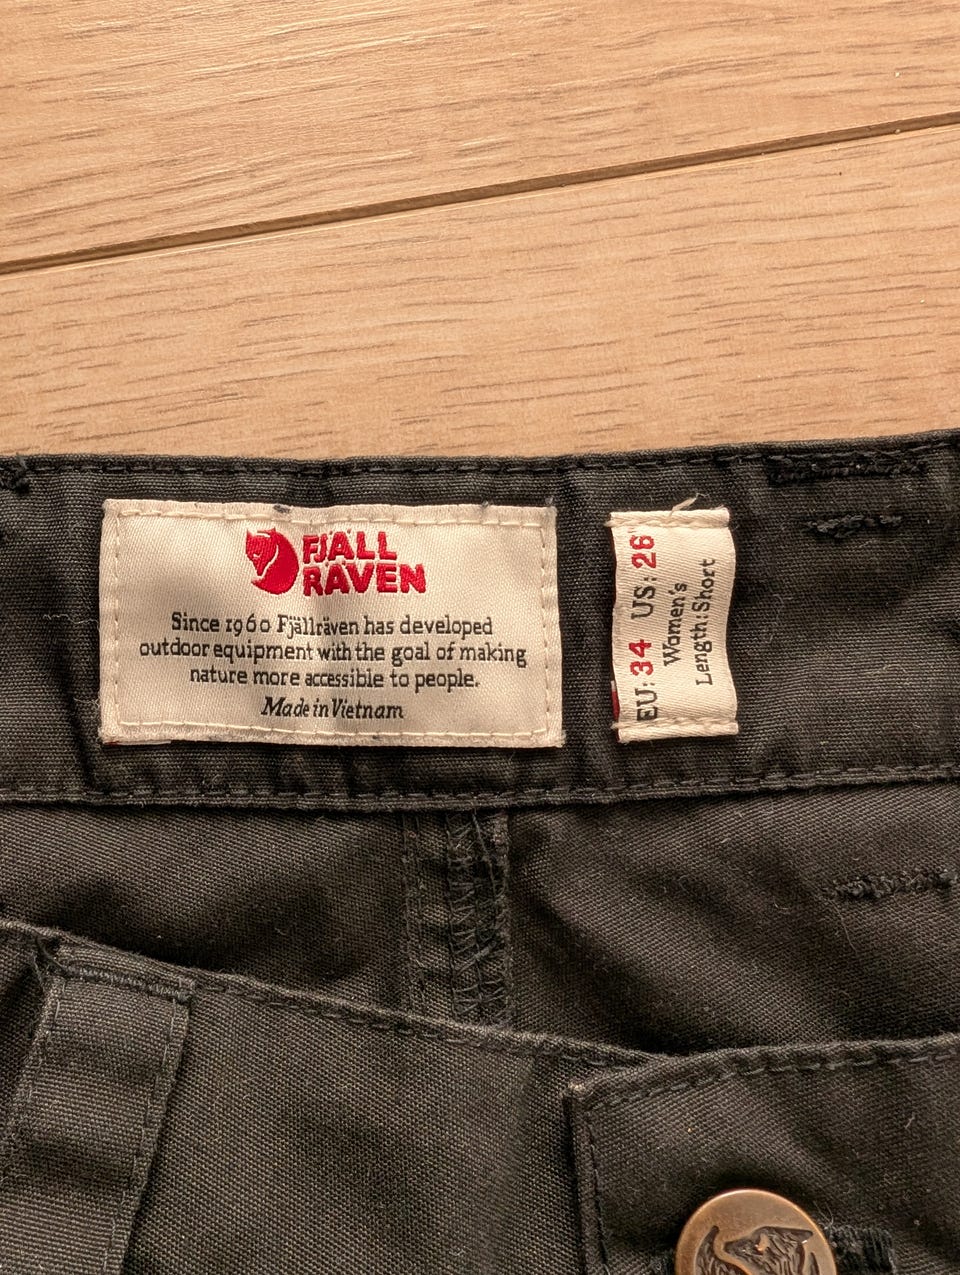 FJÄLL
RÄVEN
Since 1960 Fjällräven has developed
outdoor equipment with the goal of making
nature more accessible to people.
Made in Vietnam
EU: 34 US: 26
Women's
Length: Short